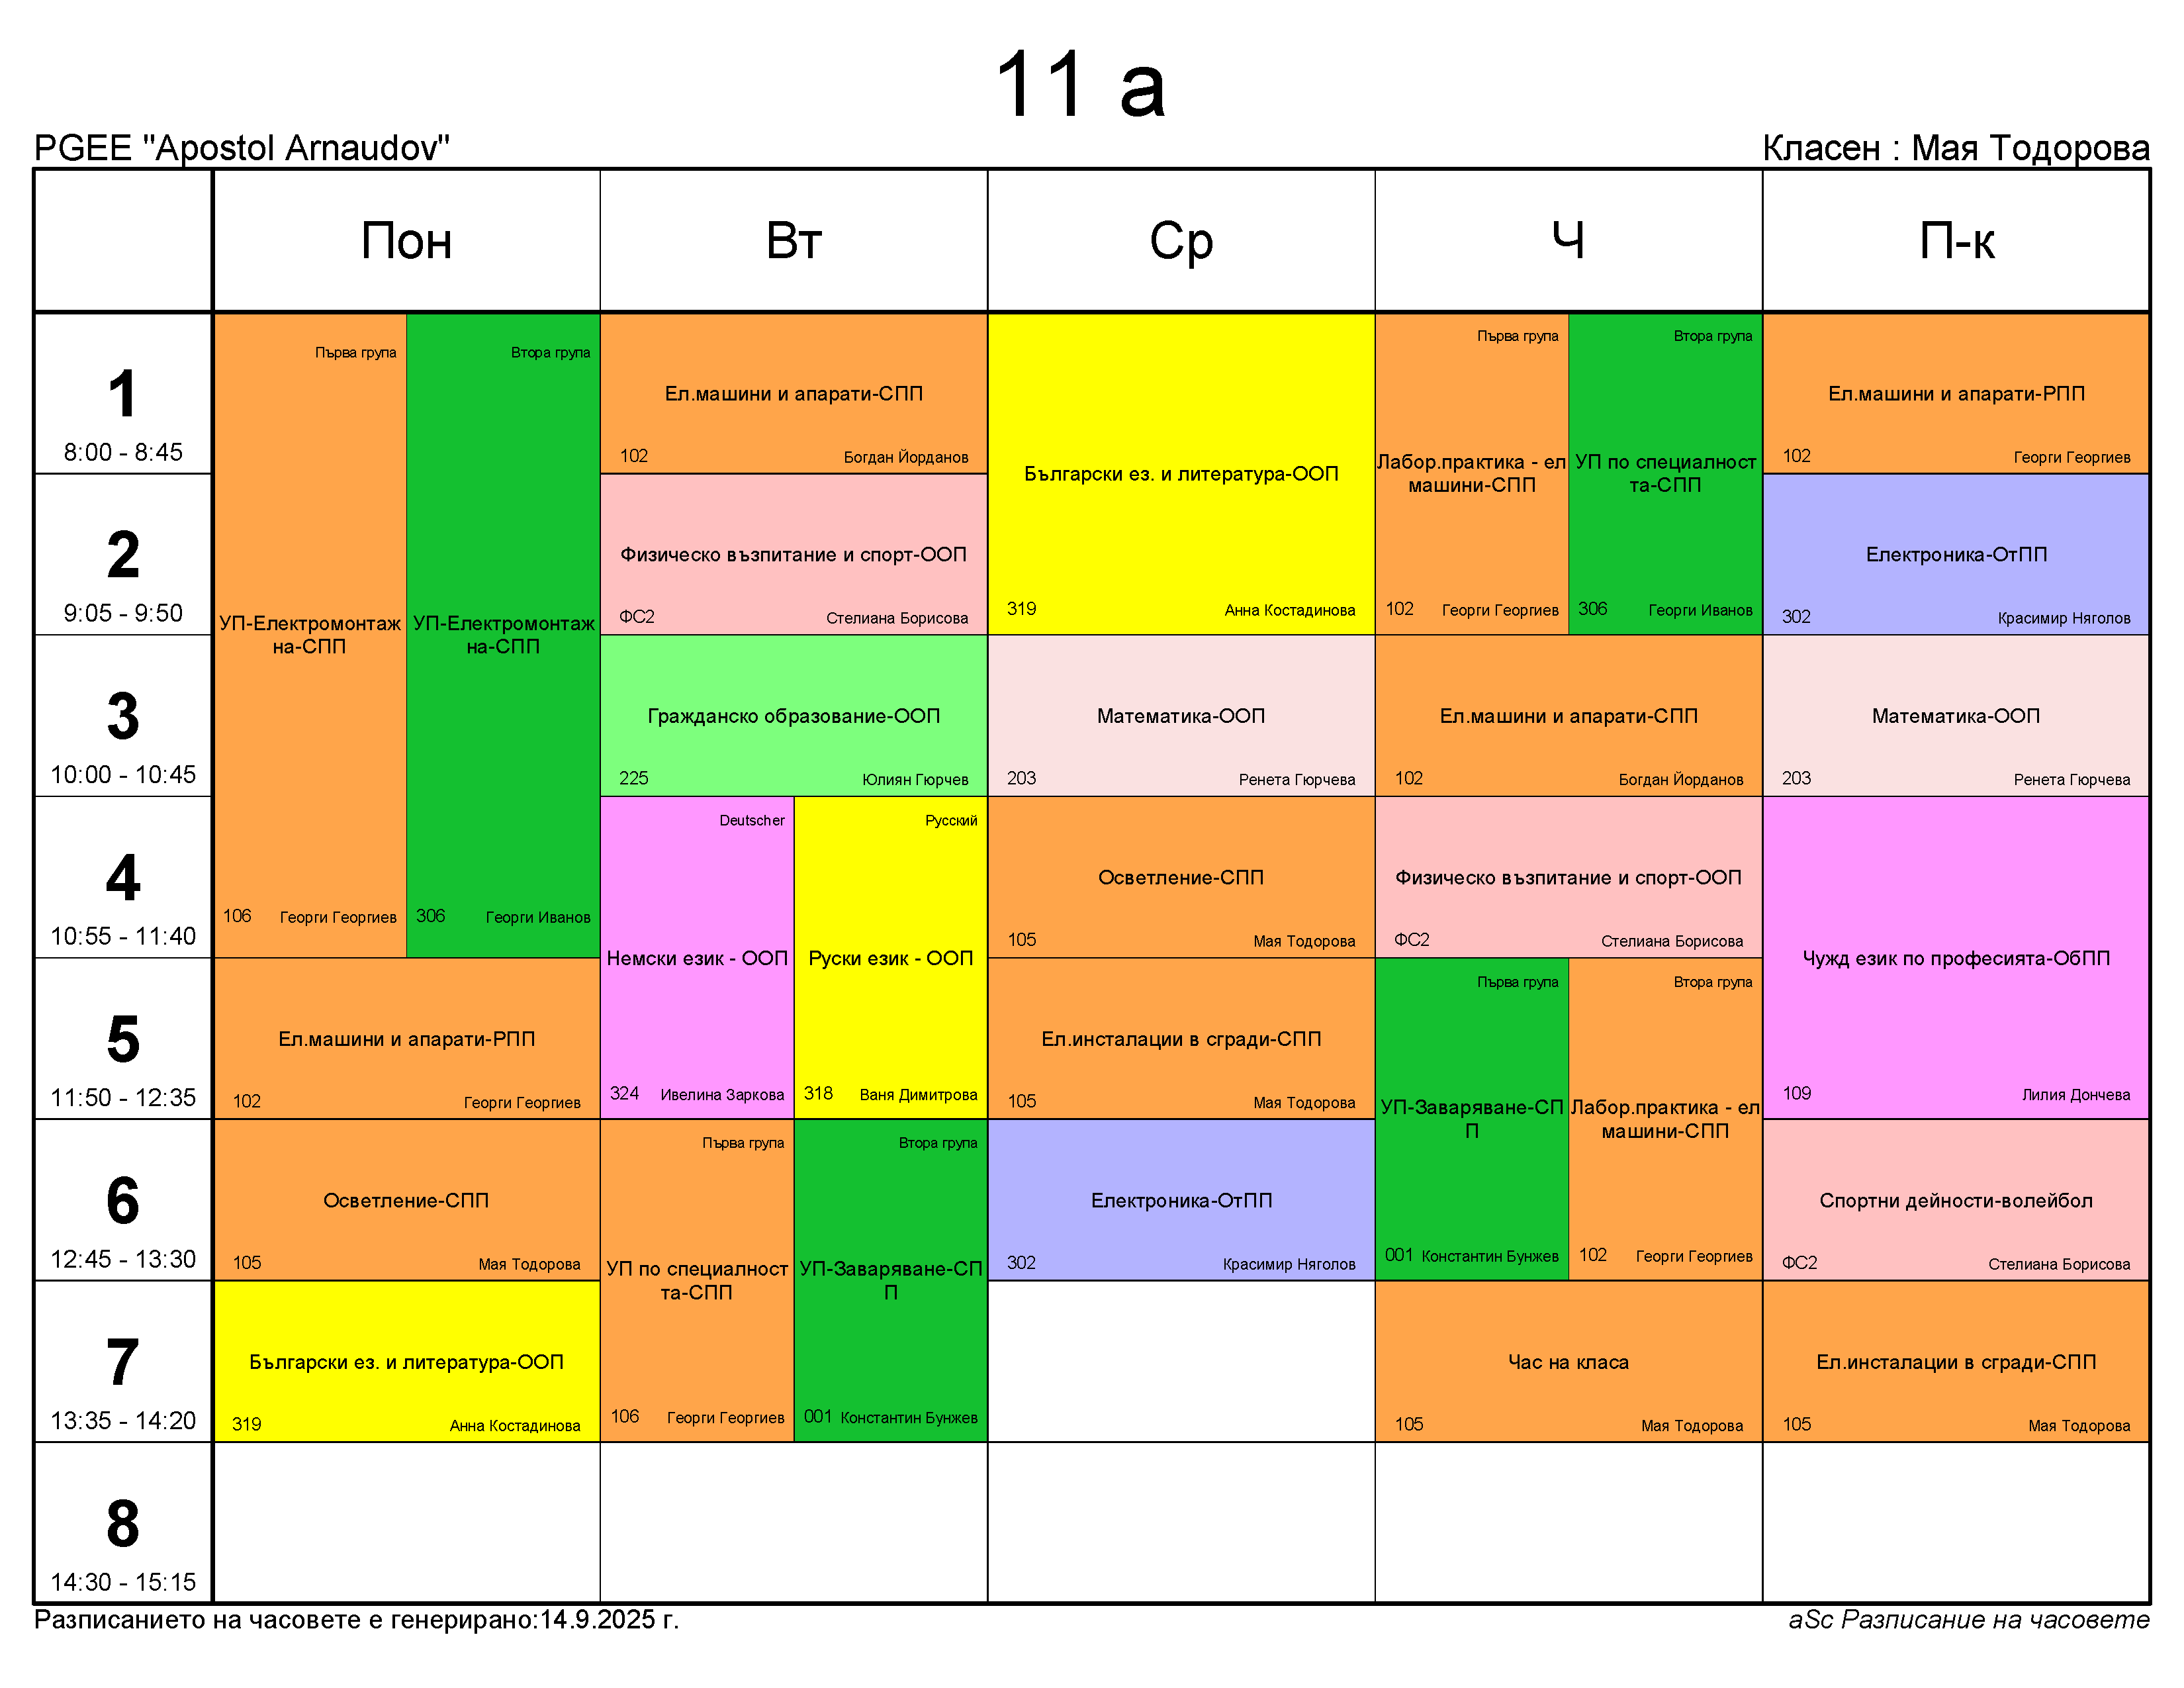 11 а
PGEE "Apostol Arnaudov"
Класен : Мая Тодорова
Пон
Вт
Ср
Ч
П-к
1
8:00 - 8:45
2
9:05 - 9:50
3
10:00 - 10:45
4
10:55 - 11:40
5
11:50 - 12:35
6
12:45 - 13:30
7
13:35 - 14:20
8
14:30 - 15:15
Първа група
УП-Електромонтаж
на-СПП
106 Георги Георгиев
Втора група
УП-Електромонтаж
на-СПП
306 Георги Иванов
Ел.машини и апарати-РПП
102 Георги Георгиев
Осветление-СПП
105 Мая Тодорова
Български ез. и литература-ООП
319 Анна Костадинова
Ел.машини и апарати-СПП
102 Богдан Йорданов
Физическо възпитание и спорт-ООП
ФС2 Стелиана Борисова
Гражданско образование-ООП
225 Юлиян Гюрчев
Deutscher
Немски език - ООП
324 Ивелина Заркова
Русский
Руски език - ООП
318 Ваня Димитрова
Първа група
УП по специалност
та-СПП
106 Георги Георгиев
Втора група
УП-Заваряване-СП
П
001 Константин Бунжев
Български ез. и литература-ООП
319 Анна Костадинова
Математика-ООП
203 Ренета Гюрчева
Осветление-СПП
105 Мая Тодорова
Ел.инсталации в сгради-СПП
105 Мая Тодорова
Електроника-ОтПП
302 Красимир Няголов
Първа група
Лабор.практика - ел
машини-СПП
102 Георги Георгиев
Втора група
УП по специалност
та-СПП
306 Георги Иванов
Ел.машини и апарати-СПП
102 Богдан Йорданов
Физическо възпитание и спорт-ООП
ФС2 Стелиана Борисова
Първа група
УП-Заваряване-СП
П
001 Константин Бунжев
Втора група
Лабор.практика - ел
машини-СПП
102 Георги Георгиев
Час на класа
105 Мая Тодорова
Ел.машини и апарати-РПП
102 Георги Георгиев
Електроника-ОтПП
302 Красимир Няголов
Математика-ООП
203 Ренета Гюрчева
Чужд език по професията-ОбПП
109 Лилия Дончева
Спортни дейности-волейбол
ФС2 Стелиана Борисова
Ел.инсталации в сгради-СПП
105 Мая Тодорова
Разписанието на часовете е генерирано:14.9.2025 г.
aSc Разписание на часовете